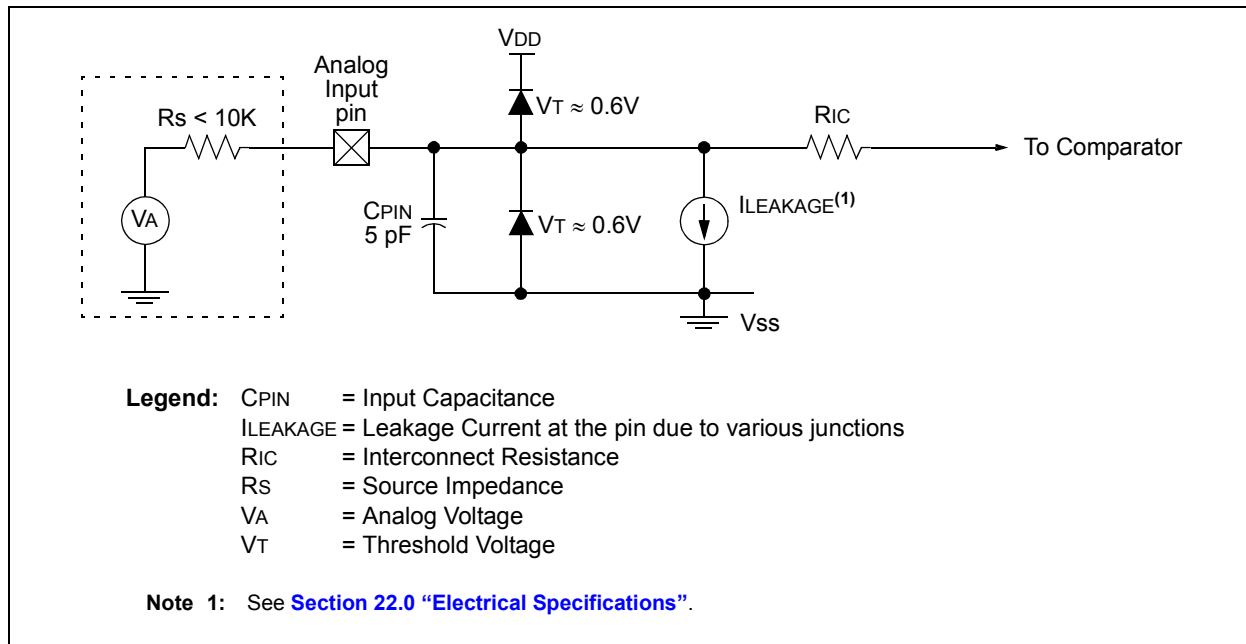 VDD
Analog
Input
pin
Rs < 10K
VT ≈ 0.6V
RIC
To Comparator
VA
CPIN
5 pF
VT ≈ 0.6V
ILEAKAGE(1)
Vss
Legend: CPIN = Input Capacitance
ILEAKAGE = Leakage Current at the pin due to various junctions
RIC = Interconnect Resistance
RS = Source Impedance
VA = Analog Voltage
VT = Threshold Voltage
Note 1: See Section 22.0 “Electrical Specifications”.